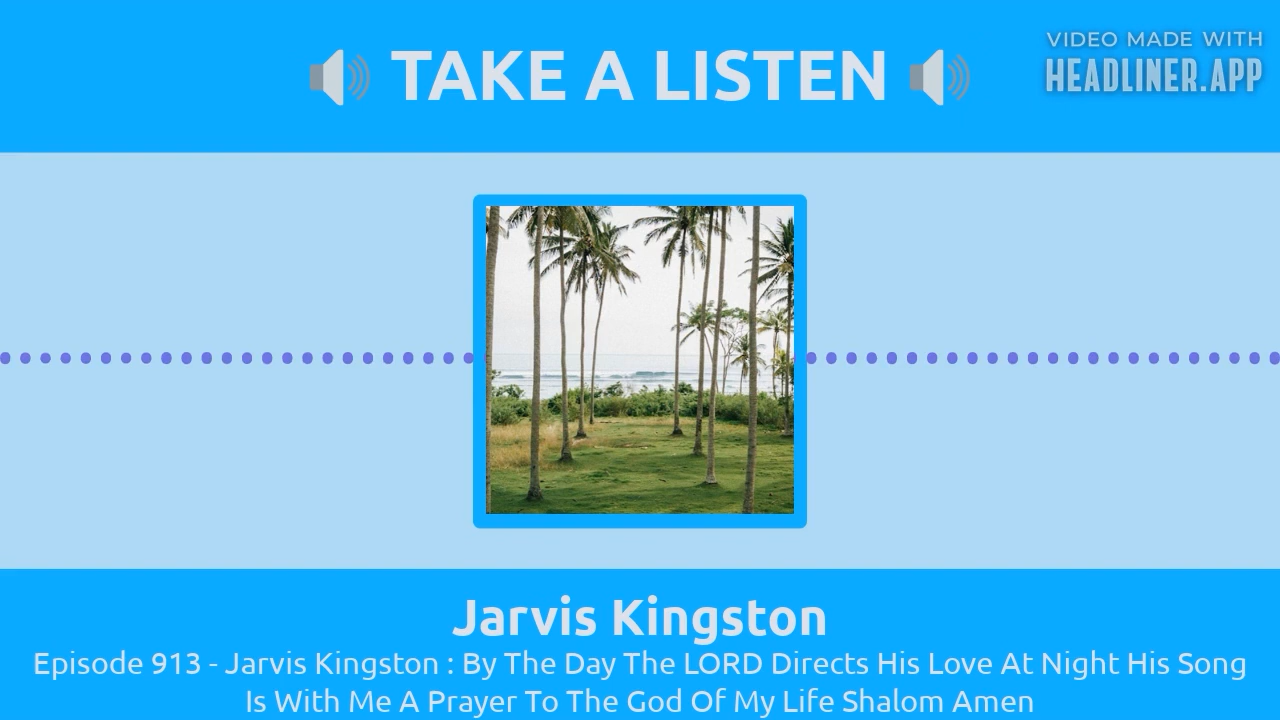 VIDEO MADE WITH
HEADLINER.APP
🔊 TAKE A LISTEN 🔊
Jarvis Kingston
Episode 913 - Jarvis Kingston : By The Day The LORD Directs His Love At Night His Song
Is With Me A Prayer To The God Of My Life Shalom Amen